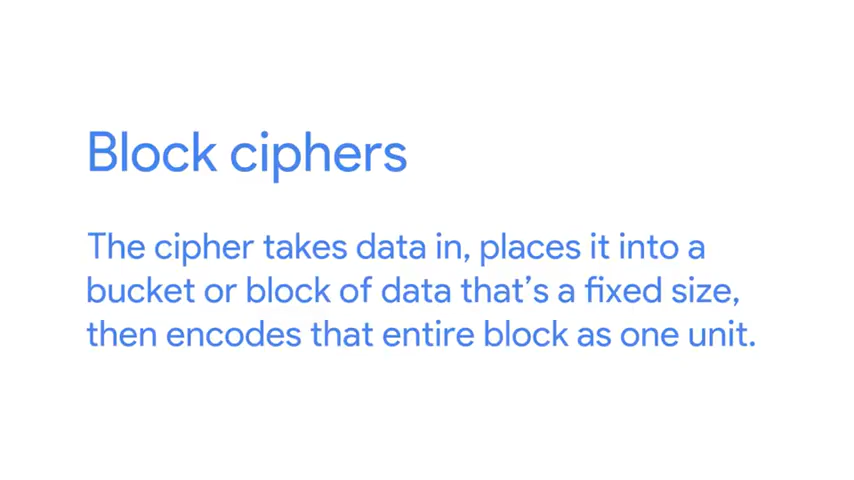 Block ciphers
The cipher takes data in, places it into a
bucket or block of data that’s a fixed size,
then encodes that entire block as one unit.